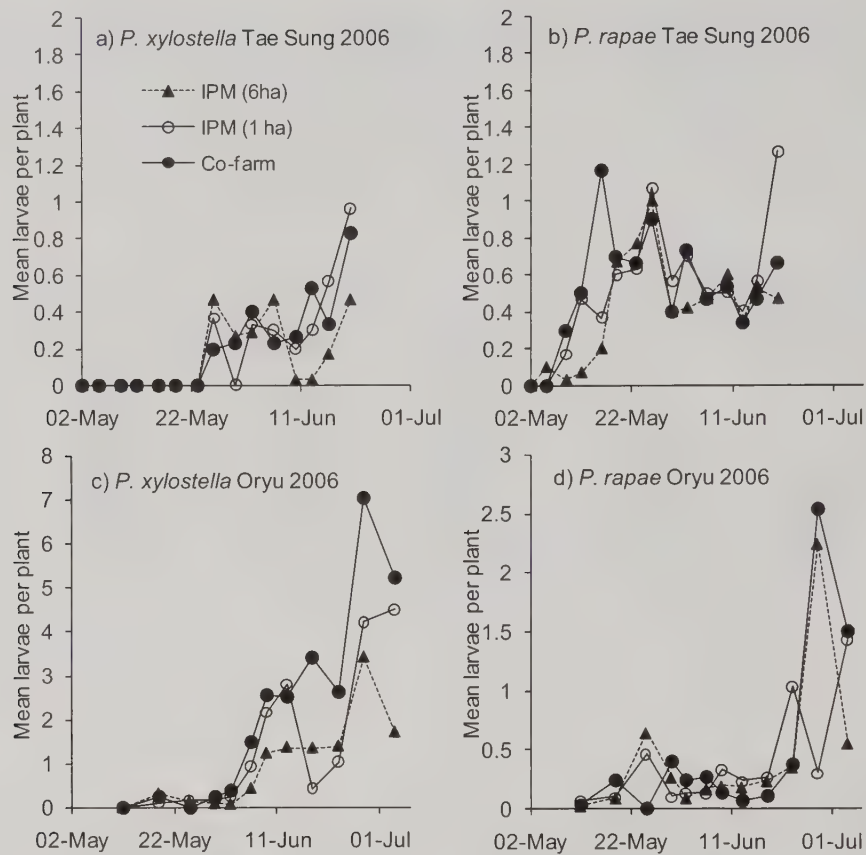 a) P. xylostella Tae Sung 2006
Mean larvae per plant
2
1.8
1.6
1.4
1.2
1
0.8
0.6
0.4
0.2
0
IPM (6ha)
IPM (1 ha)
Co-farm
02-May 22-May 11-Jun 01-Jul
b) P. rapae Tae Sung 2006
Mean larvae per plant
2
1.8
1.6
1.4
1.2
1
0.8
0.6
0.4
0.2
0
02-May 22-May 11-Jun 01-Jul
c) P. xylostella Oryu 2006
Mean larvae per plant
8
7
6
5
4
3
2
1
0
02-May 22-May 11-Jun 01-Jul
d) P. rapae Oryu 2006
Mean larvae per plant
3
2.5
2
1.5
1
0.5
0
02-May 22-May 11-Jun 01-Jul